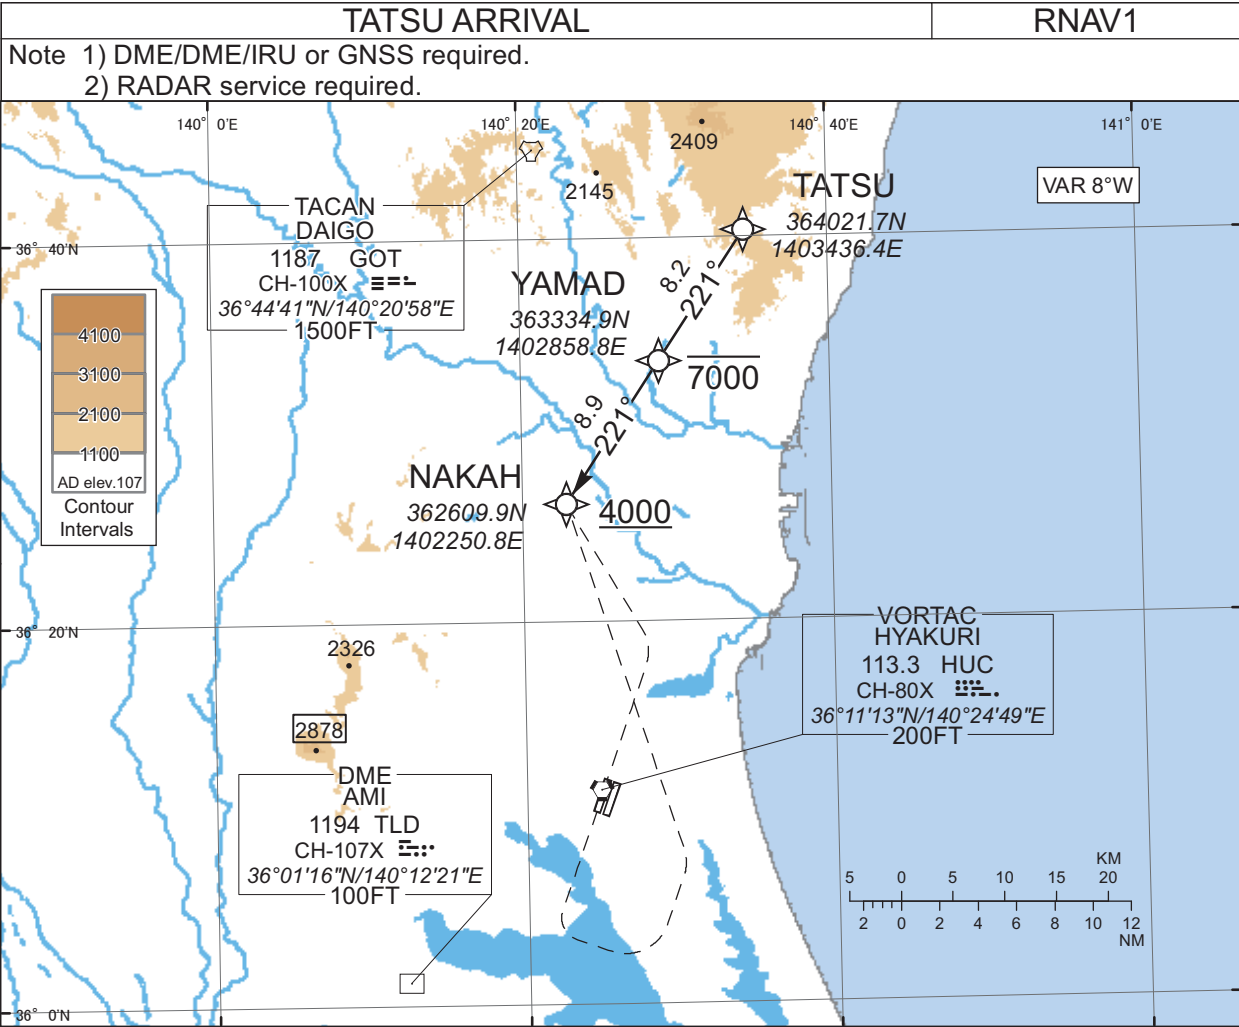 TATSU ARRIVAL
RNAV1
Note 1) DME/DME/IRU or GNSS required.
2) RADAR service required.
140° 0'E
140° 20'E
140° 40'E
141° 0'E
2409
2145
VAR 8°W
TATSU
364021.7N
1403436.4E
TACAN
DAIGO
1187 GOT
CH-100X
36°44'41"N/140°20'58"E
1500FT
36° 40'N
8.2
221°
YAMAD
363334.9N
1402858.8E
7000
4100
3100
2100
1100
AD elev.107
Contour
Intervals
8.9
221°
NAKAH
362609.9N
1402250.8E
4000
36° 20'N
2326
2878
VORTAC
HYAKURI
113.3 HUC
CH-80X
36°11'13"N/140°24'49"E
200FT
DME
AMI
1194 TLD
CH-107X
36°01'16"N/140°12'21"E
100FT
KM
5 0 5 10 15 20
2 0 2 4 6 8 10 12
NM
36° 0'N